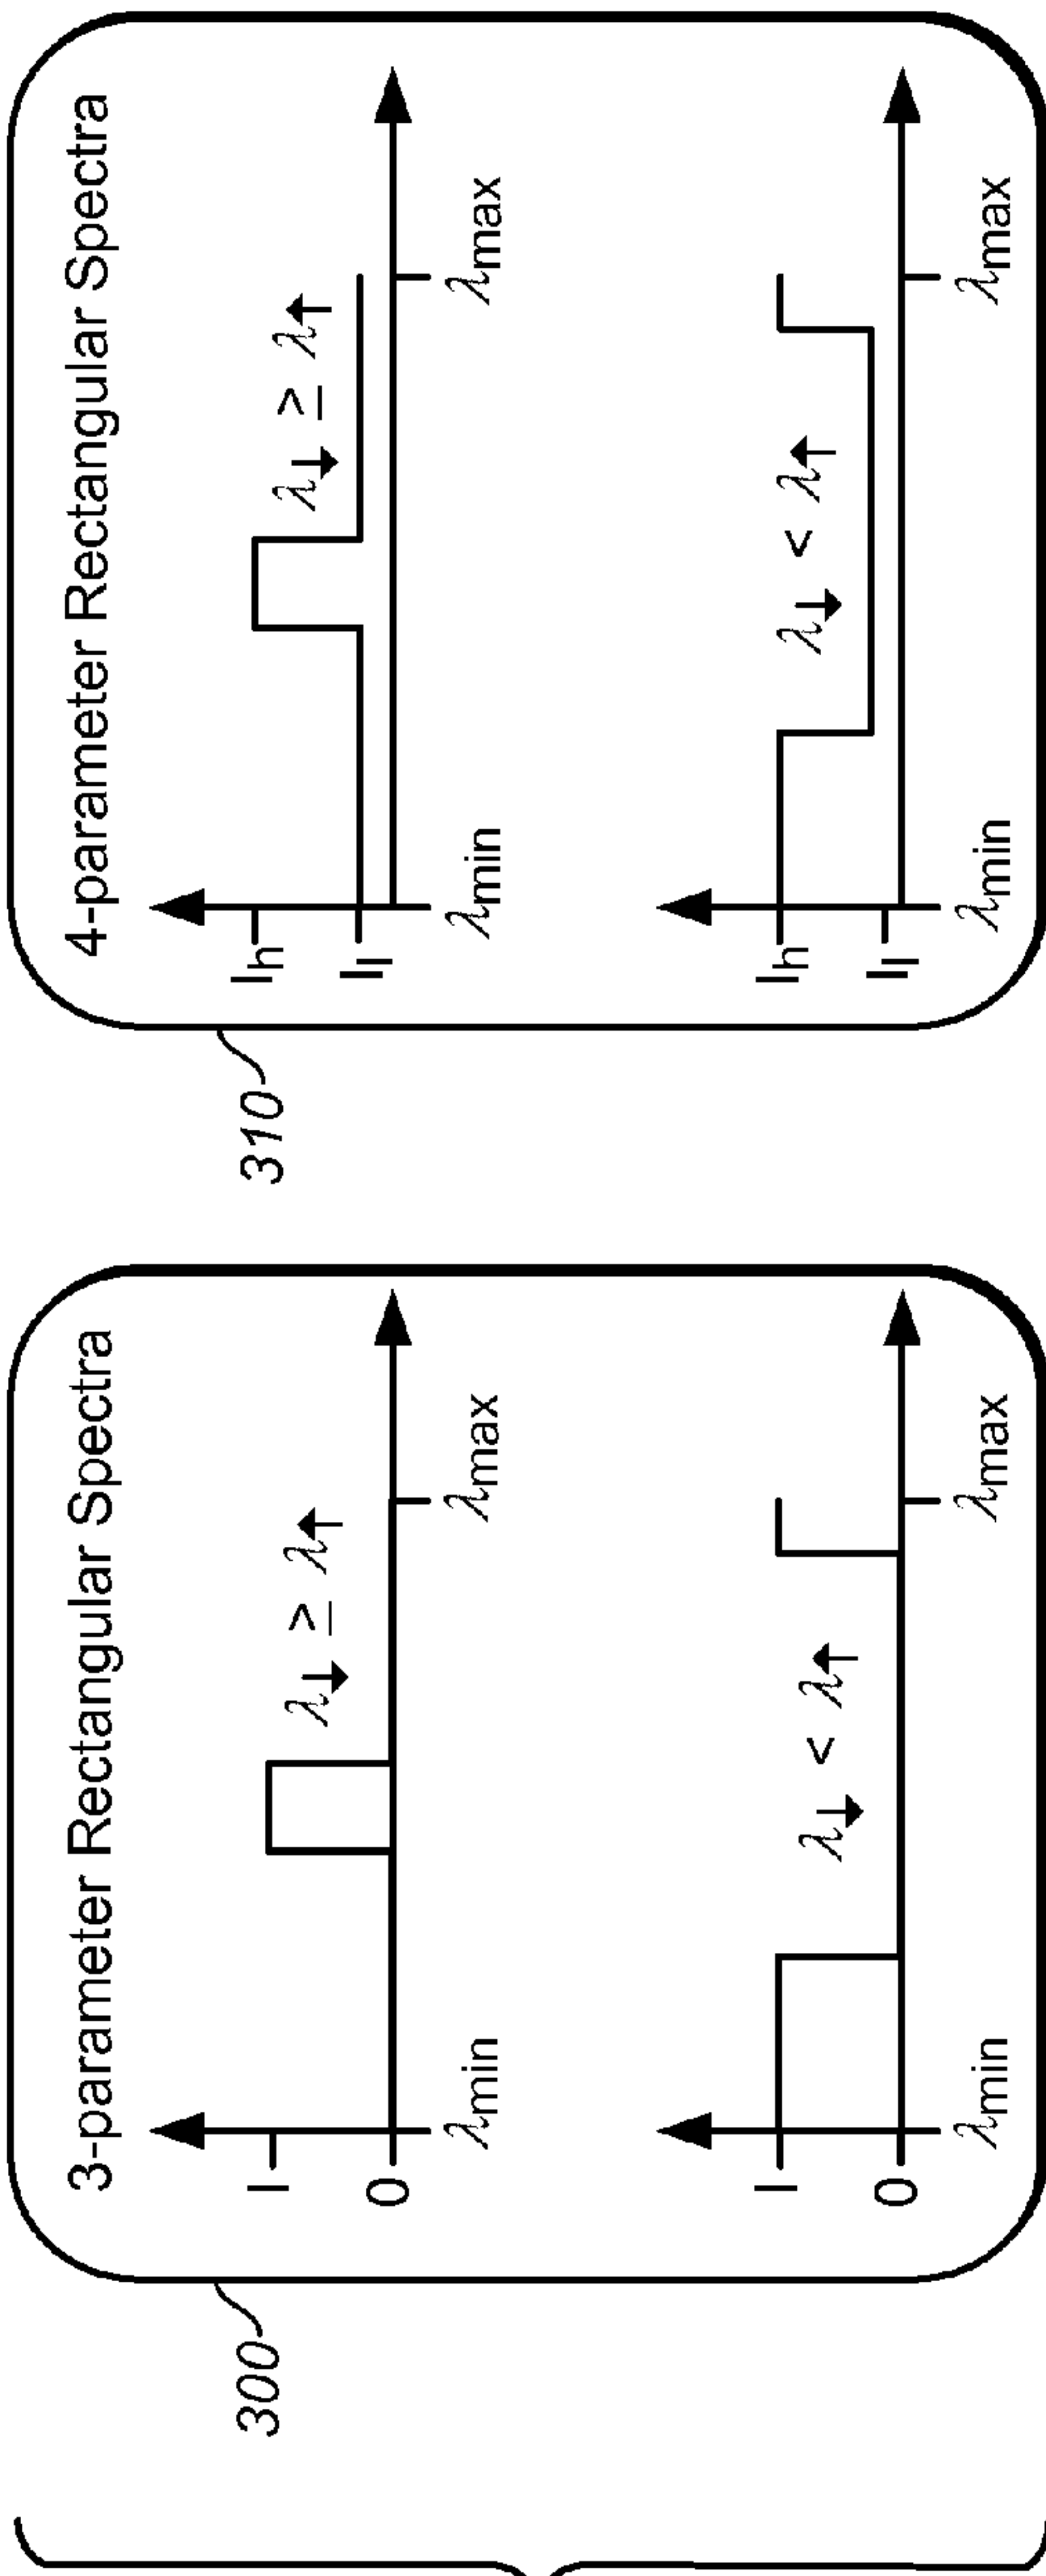 300
3-parameter Rectangular Spectra
I
λ↓ ≥ λ↑
0
λmin
λmax
I
λ↓ < λ↑
0
λmin
λmax
310
4-parameter Rectangular Spectra
Ih
λ↓ ≥ λ↑
Il
λmin
λmax
Ih
λ↓ < λ↑
Il
λmin
λmax